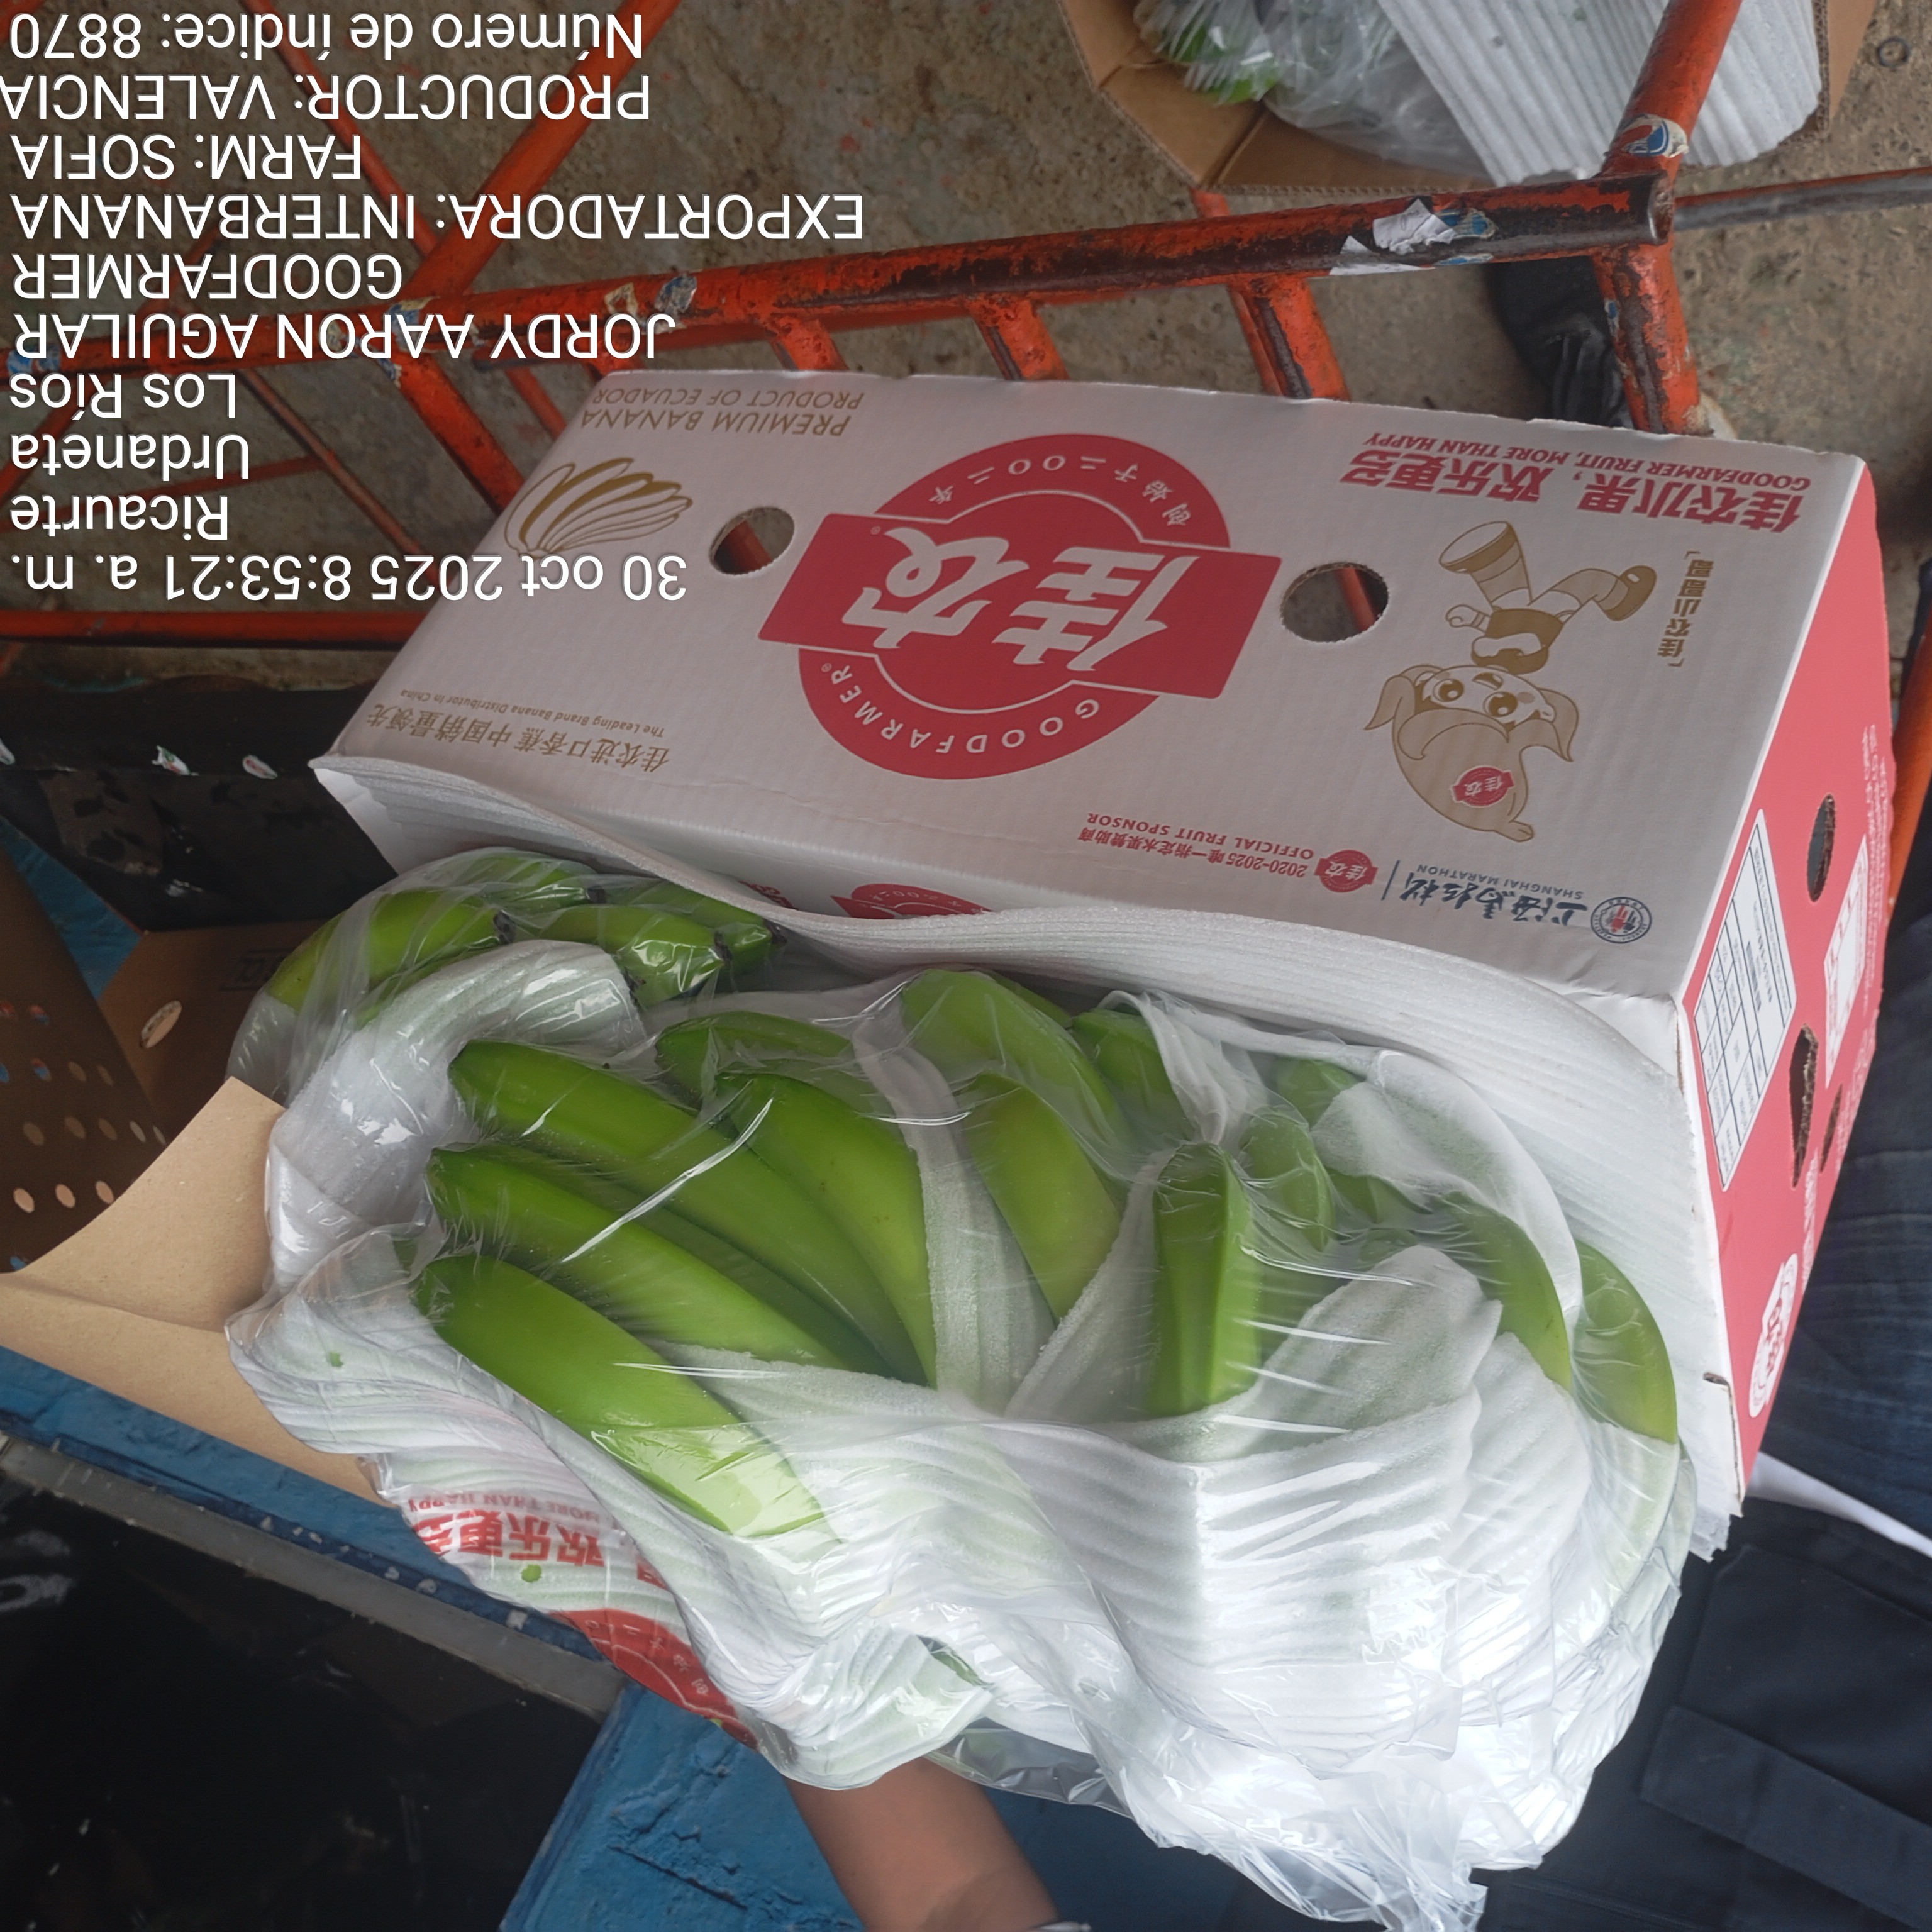 欢乐更多
MORE THAN HAPPY
上海马拉松
SHANGHAI MARATHON
佳农
2020-2025唯一指定水果赞助商
OFFICIAL FRUIT SPONSOR
佳农
「佳农小哥哥」
佳农水果，欢乐更多
GOODFARMER FRUIT, MORE THAN HAPPY
GOODFARMER®
佳农®
创始于二〇〇二年
佳农进口香蕉 中国销量领先
The Leading Brand Banana Distributor in China
PREMIUM BANANA
PRODUCT OF ECUADOR
30 oct 2025 8:53:21 a. m.
Ricaurte
Urdaneta
Los Ríos
JORDY AARON AGUILAR
GOODFARMER
EXPORTADORA: INTERBANANA
FARM: SOFIA
PRODUCTOR: VALENCIA
Número de índice: 8870